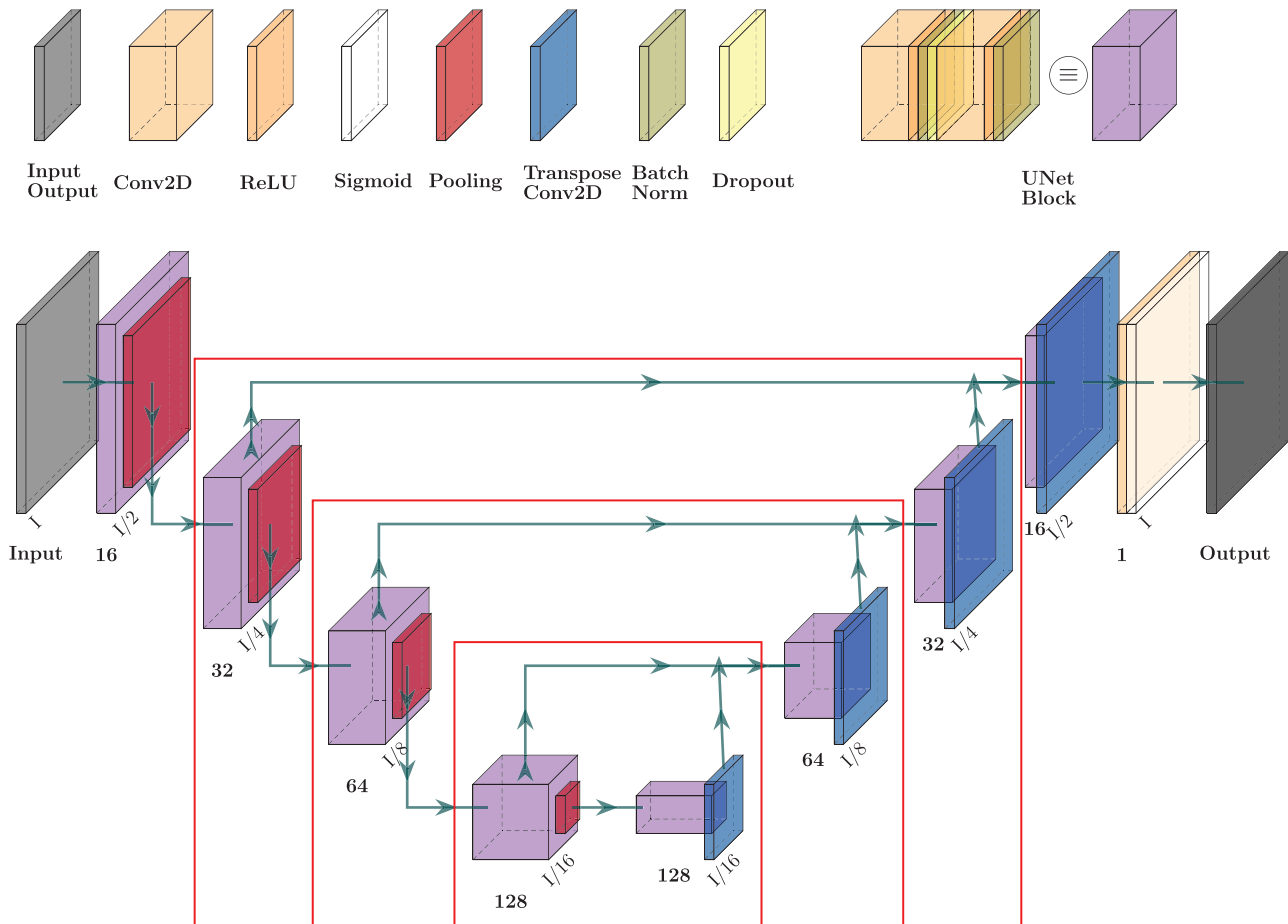 Input
Output
Conv2D
ReLU
Sigmoid
Pooling
Transpose
Conv2D
Batch
Norm
Dropout
≡
UNet
Block
I
Input
I/2
16
I/4
32
I/8
64
I/16
128
I/16
128
I/8
64
I/4
32
I/2
16
I
1
Output